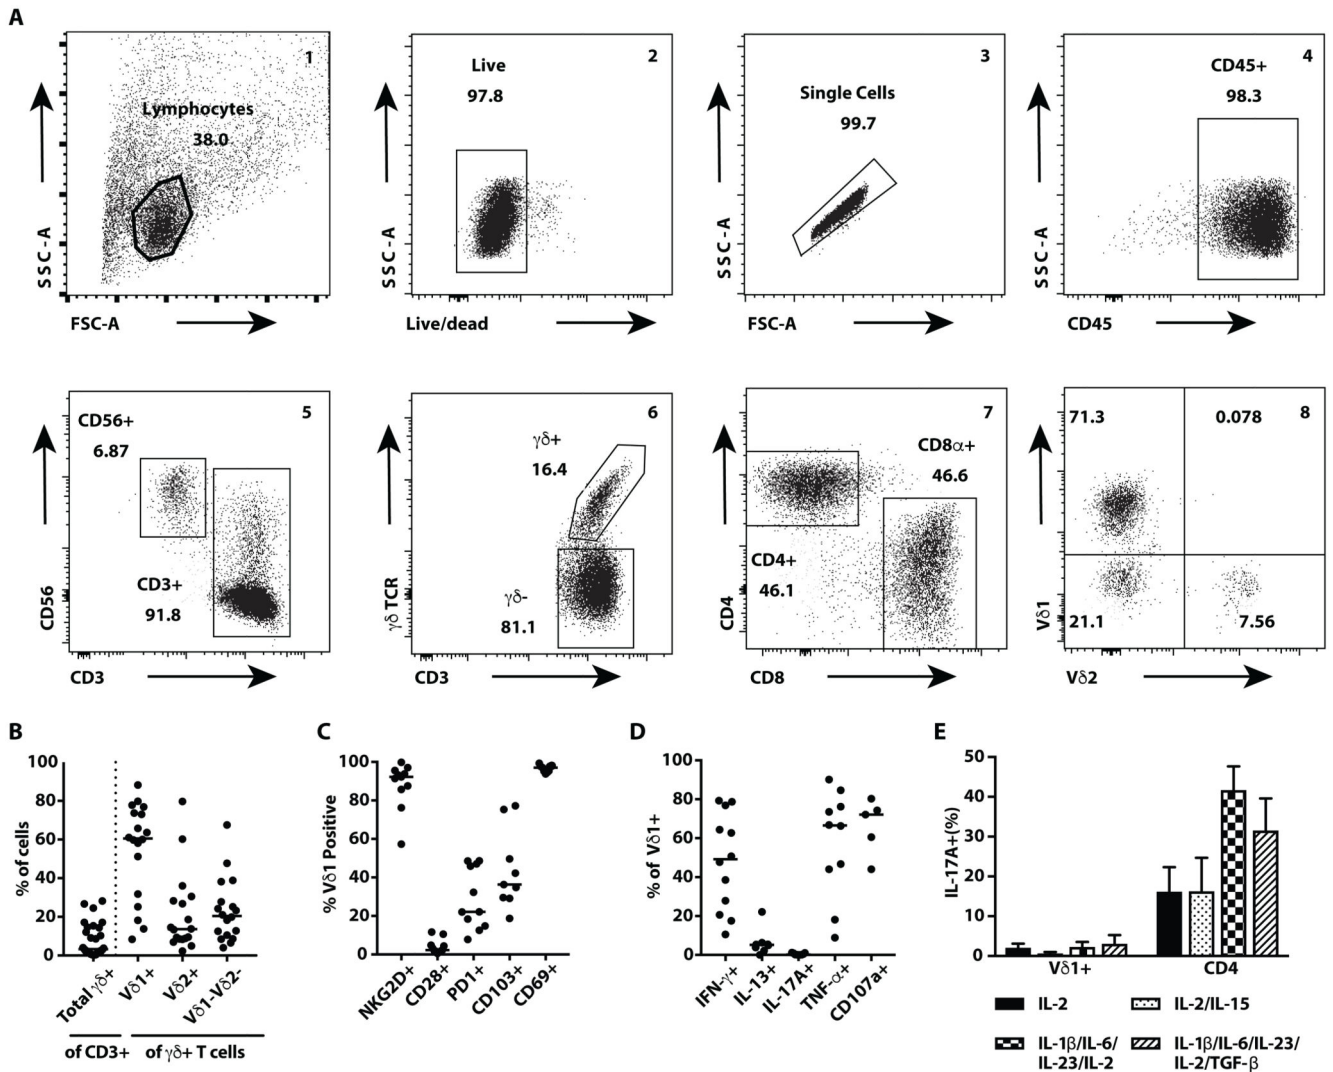 A
1
Lymphocytes
38.0
SSC-A
FSC-A
2
Live
97.8
SSC-A
Live/dead
3
Single Cells
99.7
SSC-A
FSC-A
4
CD45+
98.3
SSC-A
CD45
5
CD56+
6.87
CD3+
91.8
CD56
CD3
6
γδ+
16.4
γδ-
81.1
γδTCR
CD3
7
CD8α+
46.6
CD4+
46.1
CD4
CD8
8
71.3
0.078
21.1
7.56
Vδ1
Vδ2
B
% of cells
100
80
60
40
20
0
Total γδ+
Vδ1+
Vδ2+
Vδ1-Vδ2-
of CD3+
of γδ+ T cells
C
% Vδ1 Positive
100
80
60
40
20
0
NKG2D+
CD28+
PD1+
CD103+
CD69+
D
% of Vδ1+
100
80
60
40
20
0
IFN-γ+
IL-13+
IL-17A+
TNF-α+
CD107a+
E
IL-17A+(%)
50
40
30
20
10
0
Vδ1+
CD4
IL-2
IL-2/IL-15
IL-1β/IL-6/
IL-23/IL-2
IL-1β/IL-6/IL-23/
IL-2/TGF-β